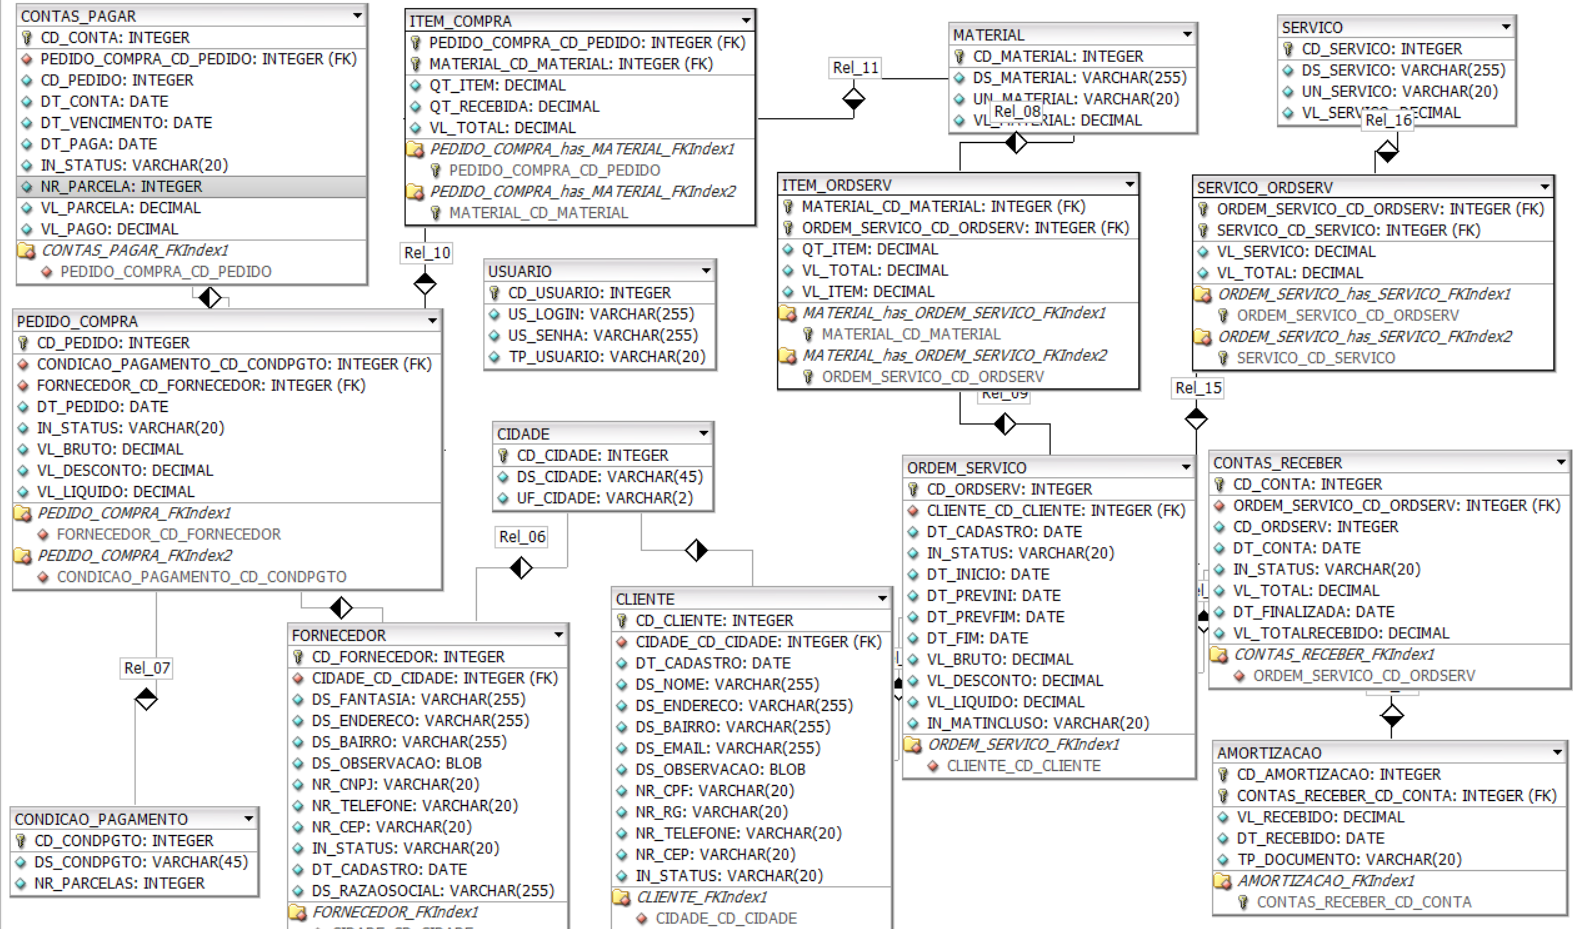 CONTAS_PAGAR
CD_CONTA: INTEGER
PEDIDO_COMPRA_CD_PEDIDO: INTEGER (FK)
CD_PEDIDO: INTEGER
DT_CONTA: DATE
DT_VENCIMENTO: DATE
DT_PAGA: DATE
IN_STATUS: VARCHAR(20)
NR_PARCELA: INTEGER
VL_PARCELA: DECIMAL
VL_PAGO: DECIMAL
CONTAS_PAGAR_FKIndex1
PEDIDO_COMPRA_CD_PEDIDO
ITEM_COMPRA
PEDIDO_COMPRA_CD_PEDIDO: INTEGER (FK)
MATERIAL_CD_MATERIAL: INTEGER (FK)
QT_ITEM: DECIMAL
QT_RECEBIDA: DECIMAL
VL_TOTAL: DECIMAL
PEDIDO_COMPRA_has_MATERIAL_FKIndex1
PEDIDO_COMPRA_CD_PEDIDO
PEDIDO_COMPRA_has_MATERIAL_FKIndex2
MATERIAL_CD_MATERIAL
Rel_11
MATERIAL
CD_MATERIAL: INTEGER
DS_MATERIAL: VARCHAR(255)
UN_MATERIAL: VARCHAR(20)
Rel_08
VL_MATERIAL: DECIMAL
SERVICO
CD_SERVICO: INTEGER
DS_SERVICO: VARCHAR(255)
UN_SERVICO: VARCHAR(20)
VL_SERVICO: DECIMAL
Rel_16
ITEM_ORDSERV
MATERIAL_CD_MATERIAL: INTEGER (FK)
ORDEM_SERVICO_CD_ORDSERV: INTEGER (FK)
QT_ITEM: DECIMAL
VL_TOTAL: DECIMAL
VL_ITEM: DECIMAL
MATERIAL_has_ORDEM_SERVICO_FKIndex1
MATERIAL_CD_MATERIAL
MATERIAL_has_ORDEM_SERVICO_FKIndex2
ORDEM_SERVICO_CD_ORDSERV
SERVICO_ORDSERV
ORDEM_SERVICO_CD_ORDSERV: INTEGER (FK)
SERVICO_CD_SERVICO: INTEGER (FK)
VL_SERVICO: DECIMAL
VL_TOTAL: DECIMAL
ORDEM_SERVICO_has_SERVICO_FKIndex1
ORDEM_SERVICO_CD_ORDSERV
ORDEM_SERVICO_has_SERVICO_FKIndex2
SERVICO_CD_SERVICO
Rel_10
USUARIO
CD_USUARIO: INTEGER
US_LOGIN: VARCHAR(255)
US_SENHA: VARCHAR(255)
TP_USUARIO: VARCHAR(20)
Rel_09
Rel_15
PEDIDO_COMPRA
CD_PEDIDO: INTEGER
CONDICAO_PAGAMENTO_CD_CONDPGTO: INTEGER (FK)
FORNECEDOR_CD_FORNECEDOR: INTEGER (FK)
DT_PEDIDO: DATE
IN_STATUS: VARCHAR(20)
VL_BRUTO: DECIMAL
VL_DESCONTO: DECIMAL
VL_LIQUIDO: DECIMAL
PEDIDO_COMPRA_FKIndex1
FORNECEDOR_CD_FORNECEDOR
PEDIDO_COMPRA_FKIndex2
CONDICAO_PAGAMENTO_CD_CONDPGTO
CIDADE
CD_CIDADE: INTEGER
DS_CIDADE: VARCHAR(45)
UF_CIDADE: VARCHAR(2)
Rel_06
ORDEM_SERVICO
CD_ORDSERV: INTEGER
CLIENTE_CD_CLIENTE: INTEGER (FK)
DT_CADASTRO: DATE
IN_STATUS: VARCHAR(20)
DT_INICIO: DATE
DT_PREVINI: DATE
DT_PREVFIM: DATE
DT_FIM: DATE
VL_BRUTO: DECIMAL
VL_DESCONTO: DECIMAL
VL_LIQUIDO: DECIMAL
IN_MATINCLUSO: VARCHAR(20)
ORDEM_SERVICO_FKIndex1
CLIENTE_CD_CLIENTE
CONTAS_RECEBER
CD_CONTA: INTEGER
ORDEM_SERVICO_CD_ORDSERV: INTEGER (FK)
CD_ORDSERV: INTEGER
DT_CONTA: DATE
IN_STATUS: VARCHAR(20)
VL_TOTAL: DECIMAL
DT_FINALIZADA: DATE
VL_TOTALRECEBIDO: DECIMAL
CONTAS_RECEBER_FKIndex1
ORDEM_SERVICO_CD_ORDSERV
FORNECEDOR
CD_FORNECEDOR: INTEGER
CIDADE_CD_CIDADE: INTEGER (FK)
DS_FANTASIA: VARCHAR(255)
DS_ENDERECO: VARCHAR(255)
DS_BAIRRO: VARCHAR(255)
DS_OBSERVACAO: BLOB
NR_CNPJ: VARCHAR(20)
NR_TELEFONE: VARCHAR(20)
NR_CEP: VARCHAR(20)
IN_STATUS: VARCHAR(20)
DT_CADASTRO: DATE
DS_RAZAOSOCIAL: VARCHAR(255)
FORNECEDOR_FKIndex1
CIDADE_CD_CIDADE
CLIENTE
CD_CLIENTE: INTEGER
CIDADE_CD_CIDADE: INTEGER (FK)
DT_CADASTRO: DATE
DS_NOME: VARCHAR(255)
DS_ENDERECO: VARCHAR(255)
DS_BAIRRO: VARCHAR(255)
DS_EMAIL: VARCHAR(255)
DS_OBSERVACAO: BLOB
NR_CPF: VARCHAR(20)
NR_RG: VARCHAR(20)
NR_TELEFONE: VARCHAR(20)
NR_CEP: VARCHAR(20)
IN_STATUS: VARCHAR(20)
CLIENTE_FKIndex1
CIDADE_CD_CIDADE
Rel_07
CONDICAO_PAGAMENTO
CD_CONDPGTO: INTEGER
DS_CONDPGTO: VARCHAR(45)
NR_PARCELAS: INTEGER
AMORTIZACAO
CD_AMORTIZACAO: INTEGER
CONTAS_RECEBER_CD_CONTA: INTEGER (FK)
VL_RECEBIDO: DECIMAL
DT_RECEBIDO: DATE
TP_DOCUMENTO: VARCHAR(20)
AMORTIZACAO_FKIndex1
CONTAS_RECEBER_CD_CONTA